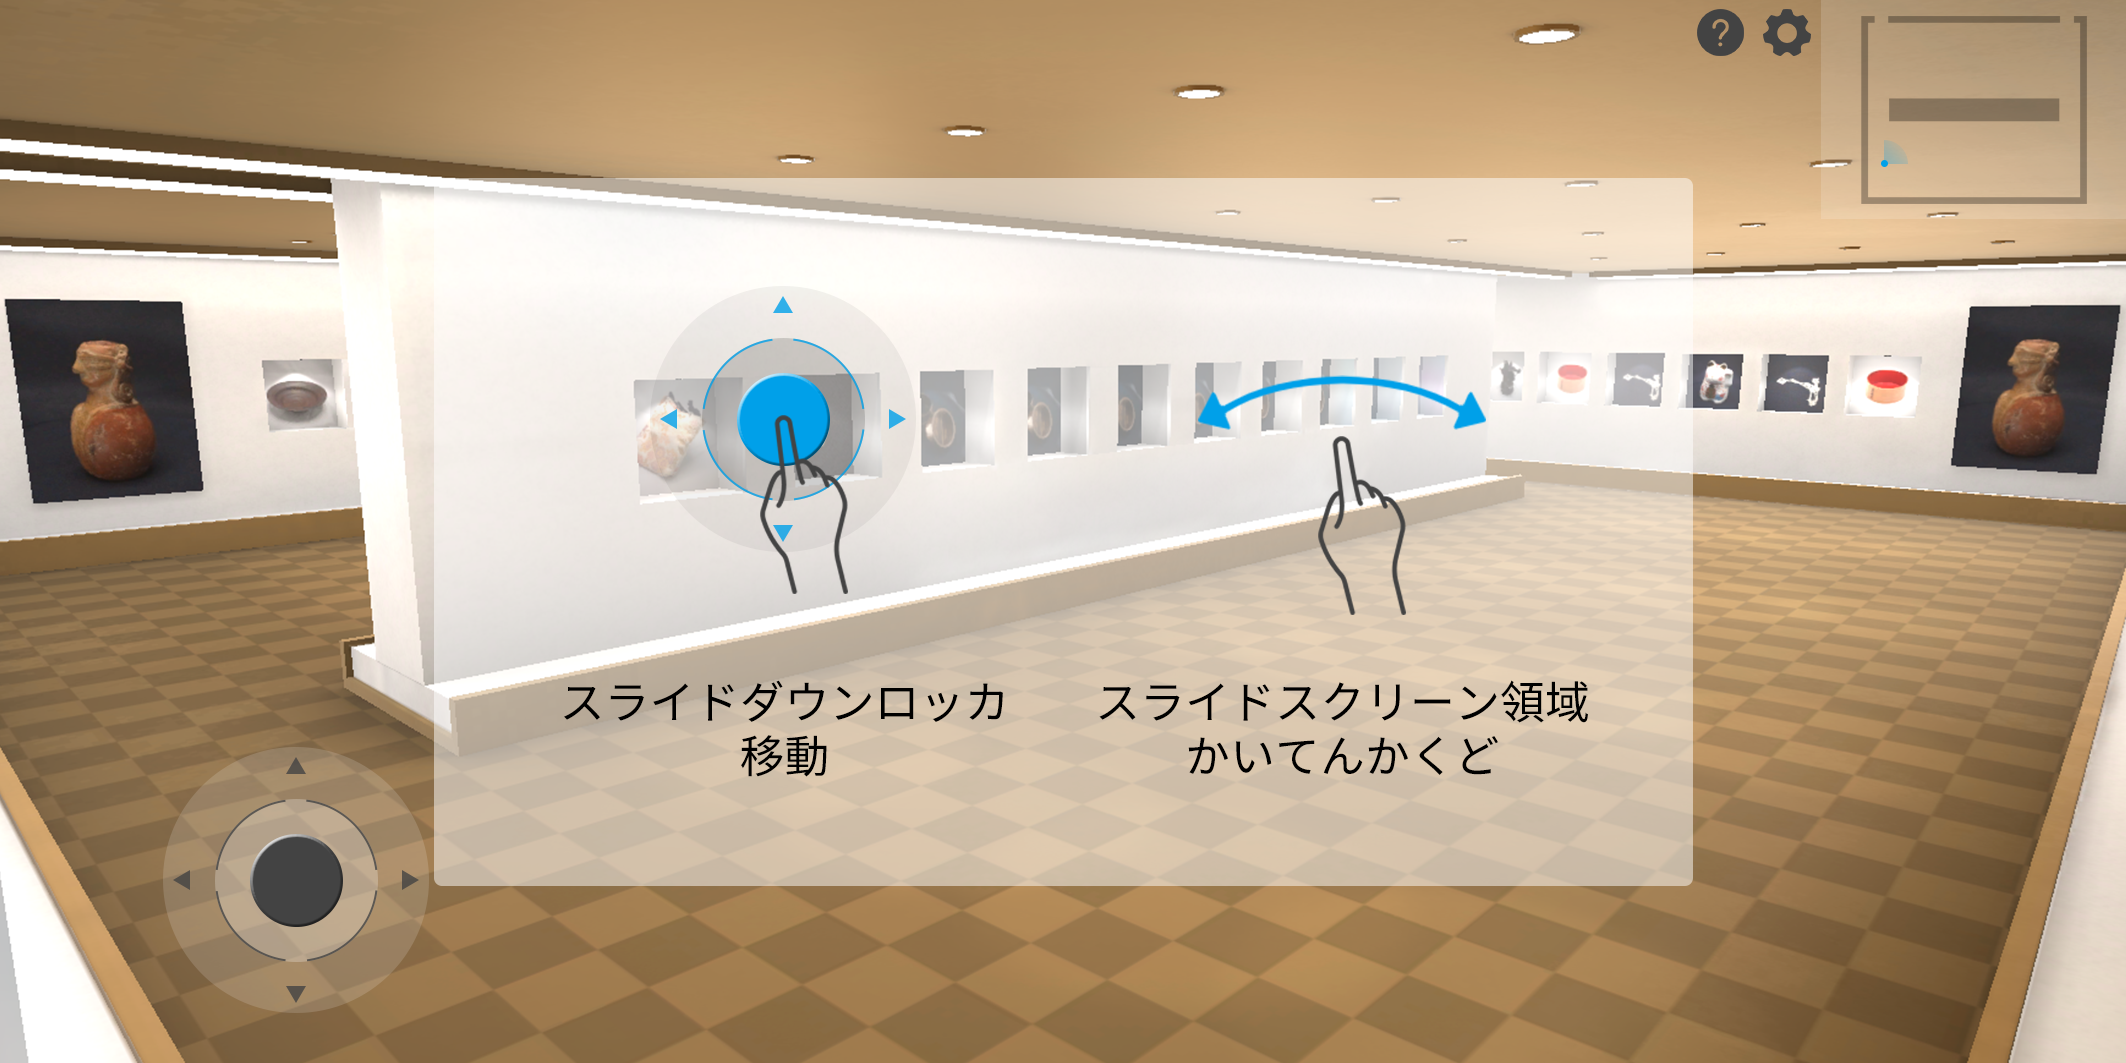 ?
スライドダウンロッカ
移動
スライドスクリーン領域
かいてんかくど